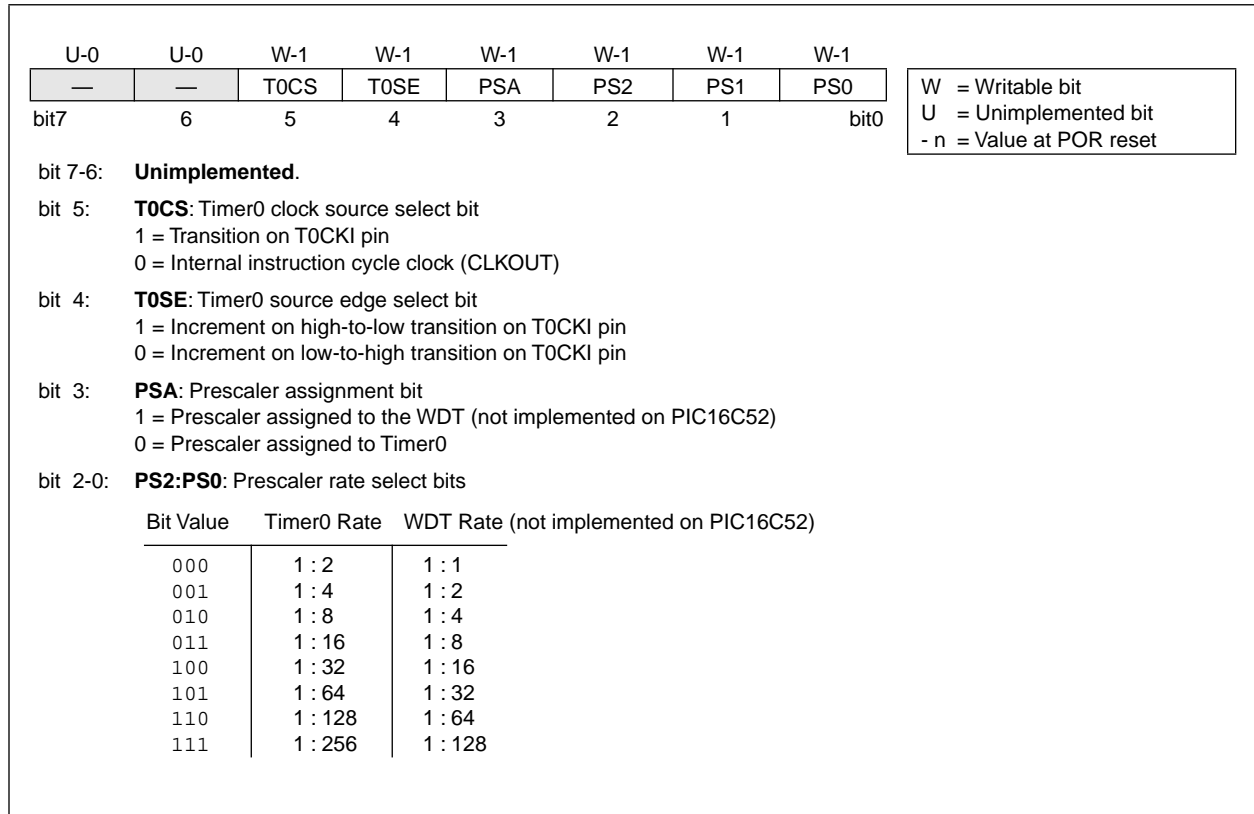 U-0 U-0 W-1 W-1 W-1 W-1 W-1 W-1
— — T0CS T0SE PSA PS2 PS1 PS0
bit7 6 5 4 3 2 1 bit0
W = Writable bit
U = Unimplemented bit
- n = Value at POR reset
bit 7-6: Unimplemented.
bit 5: T0CS: Timer0 clock source select bit
1 = Transition on T0CKI pin
0 = Internal instruction cycle clock (CLKOUT)
bit 4: T0SE: Timer0 source edge select bit
1 = Increment on high-to-low transition on T0CKI pin
0 = Increment on low-to-high transition on T0CKI pin
bit 3: PSA: Prescaler assignment bit
1 = Prescaler assigned to the WDT (not implemented on PIC16C52)
0 = Prescaler assigned to Timer0
bit 2-0: PS2:PS0: Prescaler rate select bits
Bit Value Timer0 Rate WDT Rate (not implemented on PIC16C52)
000 1 : 2 1 : 1
001 1 : 4 1 : 2
010 1 : 8 1 : 4
011 1 : 16 1 : 8
100 1 : 32 1 : 16
101 1 : 64 1 : 32
110 1 : 128 1 : 64
111 1 : 256 1 : 128